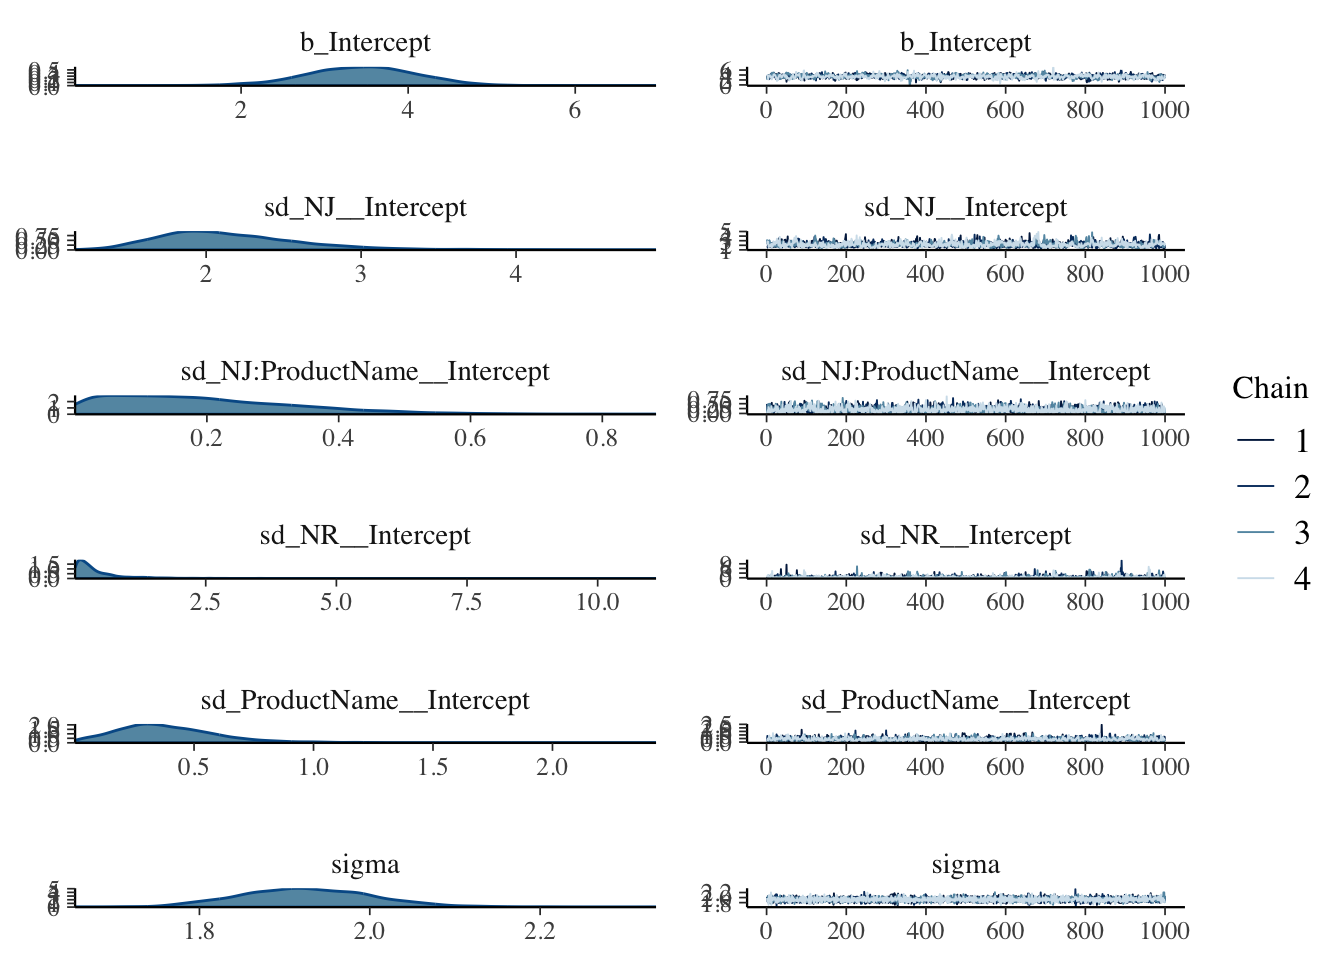 b_Intercept
b_Intercept
2 4 6
0 200 400 600 800 1000
sd_NJ__Intercept
sd_NJ__Intercept
2 3 4
0 200 400 600 800 1000
sd_NJ:ProductName__Intercept
sd_NJ:ProductName__Intercept
0.2 0.4 0.6 0.8
0 200 400 600 800 1000
sd_NR__Intercept
sd_NR__Intercept
2.5 5.0 7.5 10.0
0 200 400 600 800 1000
sd_ProductName__Intercept
sd_ProductName__Intercept
0.5 1.0 1.5 2.0
0 200 400 600 800 1000
sigma
sigma
1.8 2.0 2.2
0 200 400 600 800 1000
Chain
1
2
3
4